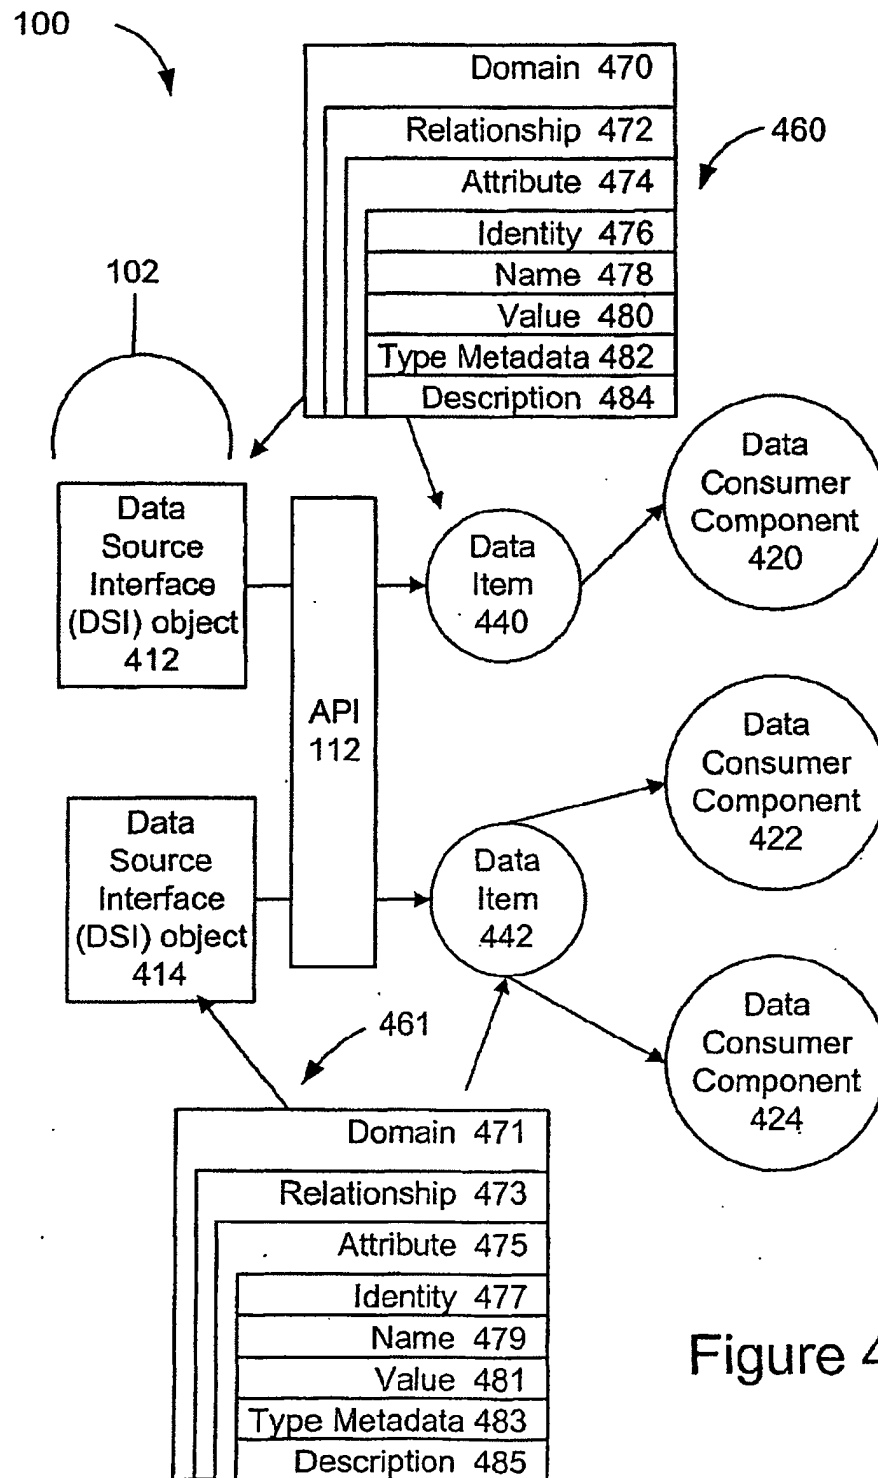 100
Domain 470
Relationship 472
460
Attribute 474
Identity 476
Name 478
Value 480
Type Metadata 482
Description 484
102
Data
Source
Interface
(DSI) object
412
API
112
Data
Item
440
Data
Consumer
Component
420
Data
Consumer
Component
422
Data
Source
Interface
(DSI) object
414
Data
Item
442
Data
Consumer
Component
424
461
Domain 471
Relationship 473
Attribute 475
Identity 477
Name 479
Value 481
Type Metadata 483
Description 485
Figure 4